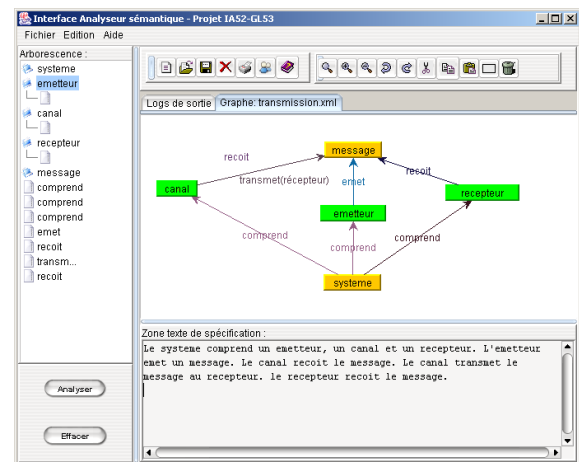 Interface Analyseur sémantique - Projet IA52-GL53
Fichier Edition Aide
Arborescence :
systeme
emetteur
canal
recepteur
message
comprend
comprend
comprend
emet
recoit
transm...
recoit
Analyser
Effacer
Logs de sortie Graphe: transmission.xml
message
recoit
recoit
transmet(récepteur)
emet
canal
recepteur
emetteur
comprend
comprend
comprend
systeme
Zone texte de spécification :
Le systeme comprend un emetteur, un canal et un recepteur. L'emetteur
emet un message. Le canal recoit le message. Le canal transmet le
message au recepteur. le recepteur recoit le message.